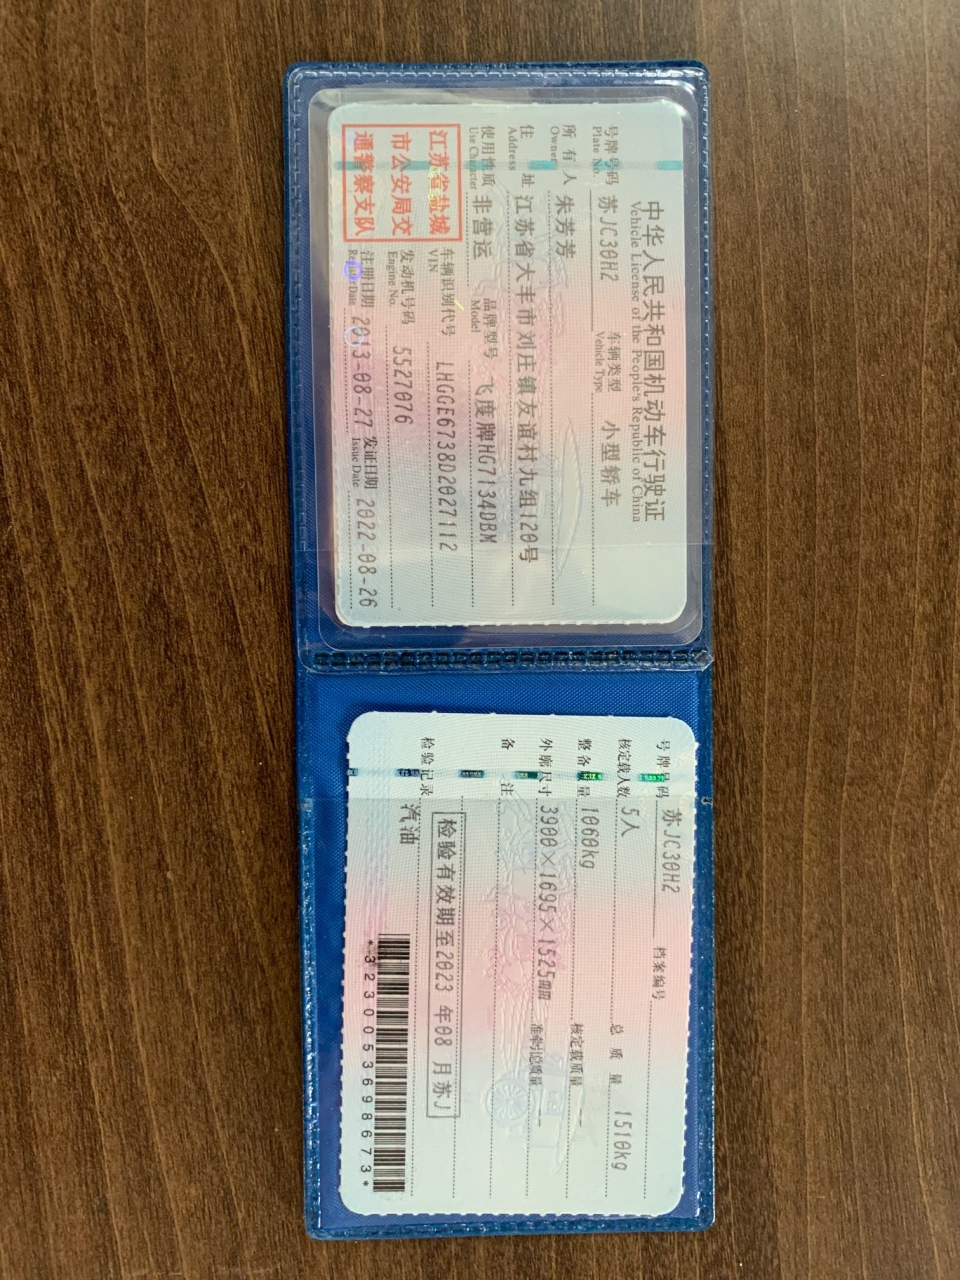 中华人民共和国机动车行驶证
Vehicle License of the People's Republic of China
号牌号码 苏JC30H2 车辆类型 小型轿车
Plate No. Vehicle Type
所有人 朱芳芳
Owner
住址 江苏省大丰市刘庄镇友谊村九组120号
Address
使用性质 非营运 品牌型号 飞度牌HG7134DBM
Use Character Model
江苏省盐城
市公安局交
通警察支队
车辆识别代号 LHGGE6738D2027112
VIN
发动机号码 5527076
Engine No.
注册日期 2013-08-27 发证日期 2022-08-26
Register Date Issue Date
号牌号码 苏JC30H2 档案编号
核定载人数 5人 总质量 1510kg
整备质量 1060kg 核定载质量 --
外廓尺寸 3900×1695×1525mm 准牵引总质量 --
备注
检验有效期至2023年08月苏J
检验记录
汽油
*3230053698673*